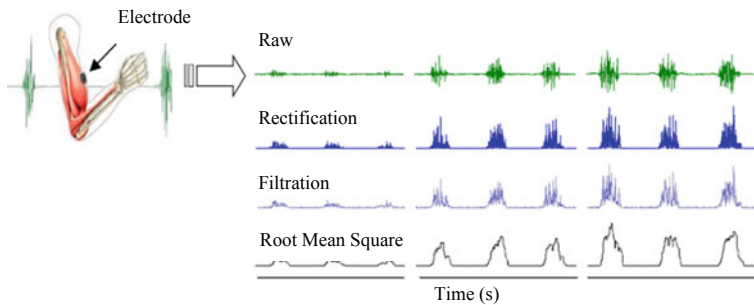 Electrode
Raw
Rectification
Filtration
Root Mean Square
Time (s)